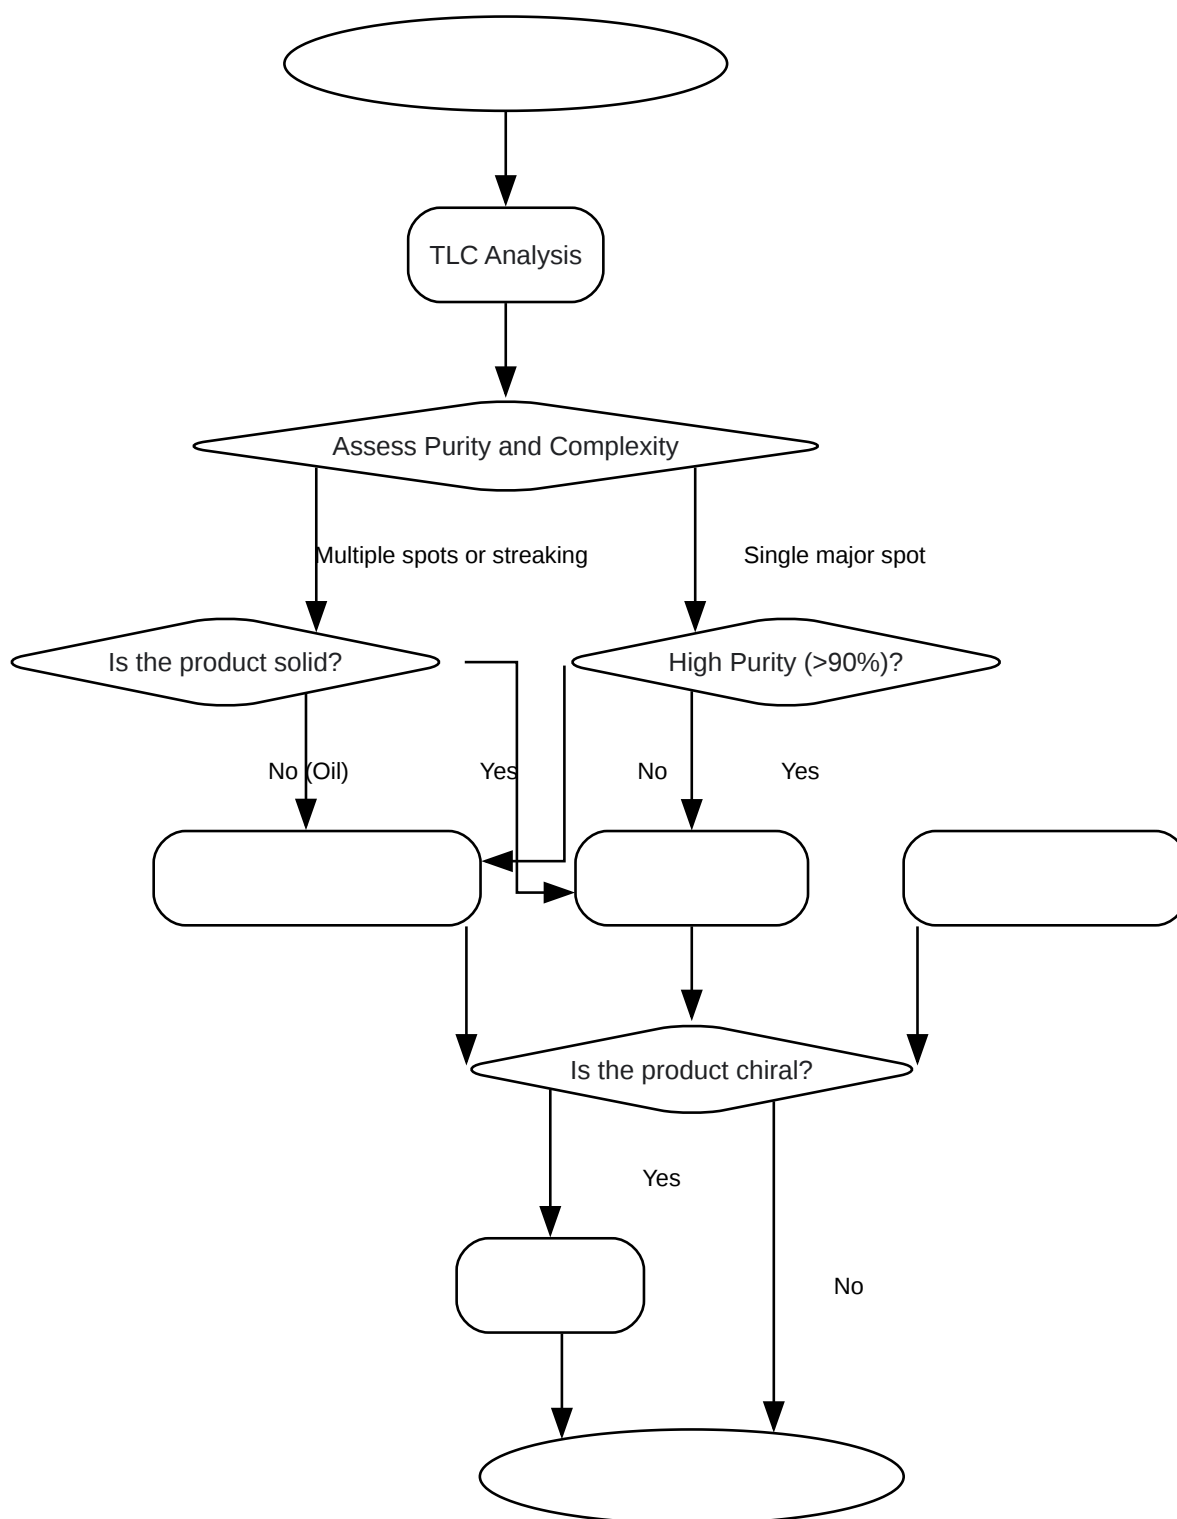 TLC Analysis
Assess Purity and Complexity
Multiple spots or streaking
Single major spot
Is the product solid?
High Purity (>90%)?
No (Oil)
Yes
No
Yes
Is the product chiral?
Yes
No